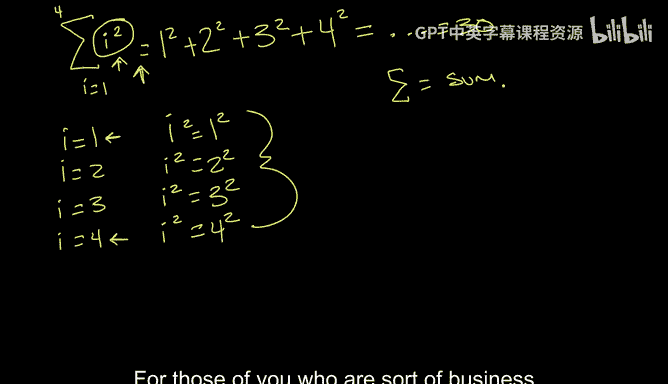 4
∑ i² = 1² + 2² + 3² + 4² = ... = 30
i=1
GPT中英字幕课程资源 bilibili
∑ = sum.
i=1 ← i²=1²
i=2 i²=2²
i=3 i²=3²
i=4 ← i²=4²
For those of you who are sort of business